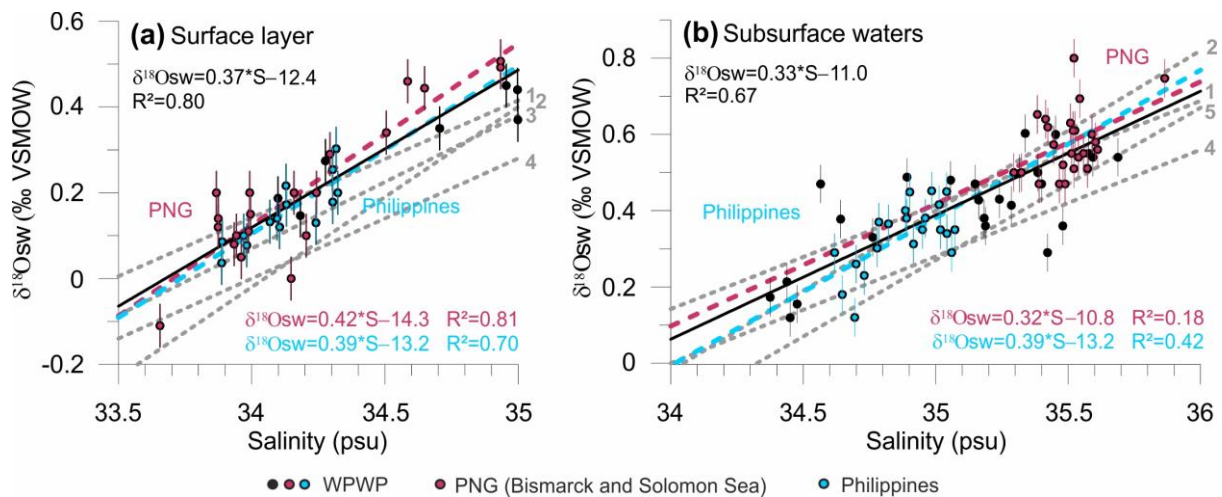 (a) Surface layer
δ¹⁸Osw=0.37*S–12.4
R²=0.80
PNG
Philippines
1
2
3
4
δ¹⁸Osw=0.42*S–14.3 R²=0.81
δ¹⁸Osw=0.39*S–13.2 R²=0.70
0.6
0.4
0.2
0
-0.2
δ¹⁸Osw (‰ VSMOW)
33.5 34 34.5 35
Salinity (psu)
(b) Subsurface waters
δ¹⁸Osw=0.33*S–11.0
R²=0.67
PNG
Philippines
2
1
5
4
δ¹⁸Osw=0.32*S–10.8 R²=0.18
δ¹⁸Osw=0.39*S–13.2 R²=0.42
0.8
0.6
0.4
0.2
0
δ¹⁸Osw (‰ VSMOW)
34 34.5 35 35.5 36
Salinity (psu)
WPWP PNG (Bismarck and Solomon Sea) Philippines